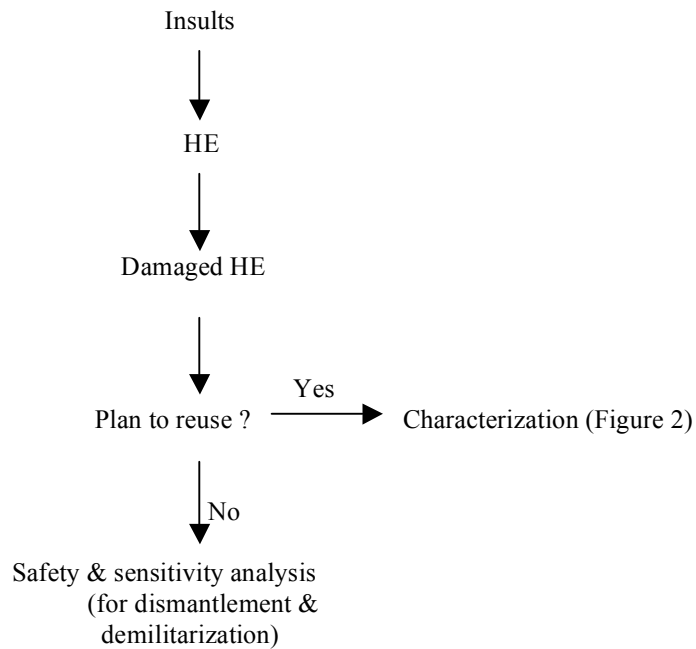 Insults
HE
Damaged HE
Yes
Plan to reuse ?
Characterization (Figure 2)
No
Safety & sensitivity analysis
(for dismantlement &
demilitarization)